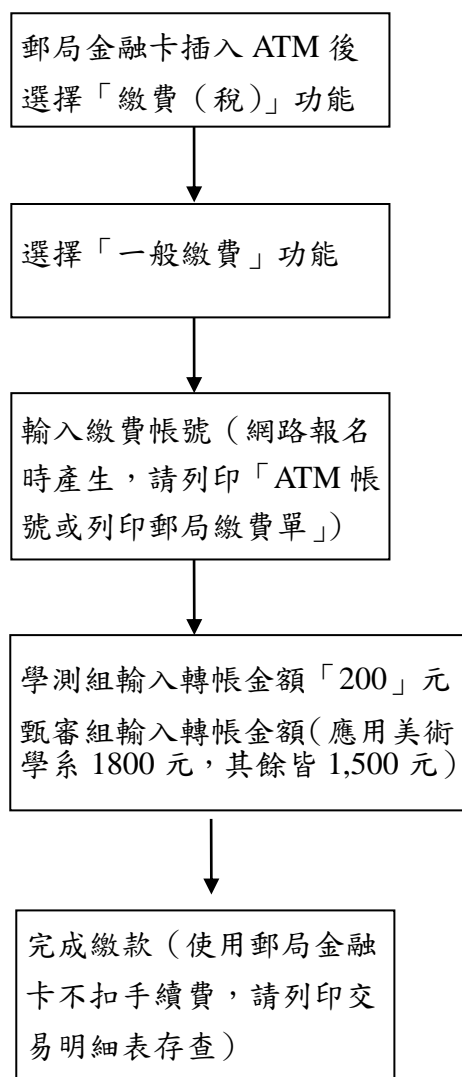 郵局金融卡插入 ATM 後
選擇「繳費（稅）」功能
選擇「一般繳費」功能
輸入繳費帳號（網路報名
時產生，請列印「ATM 帳
號或列印郵局繳費單」）
學測組輸入轉帳金額「200」元
甄審組輸入轉帳金額（應用美術
學系 1800 元，其餘皆 1,500 元）
完成繳款（使用郵局金融
卡不扣手續費，請列印交
易明細表存查）